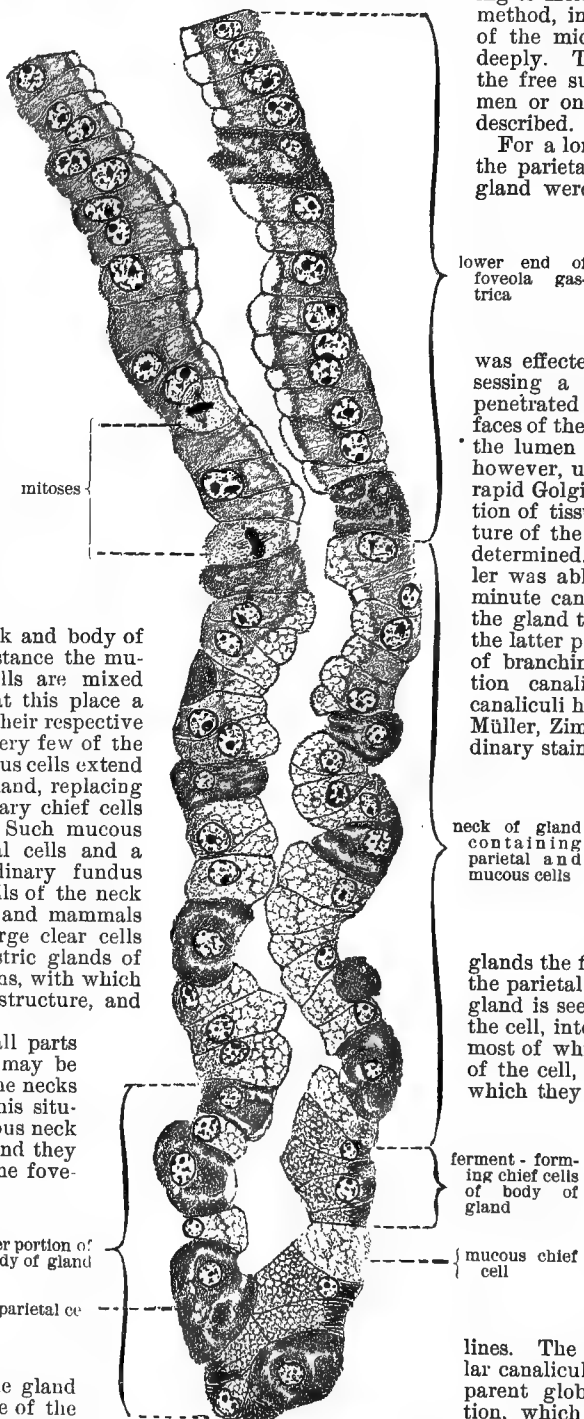 mitoses
k and body of
stance the mu-
lls are mixed
at this place a
heir respective
ery few of the
us cells extend
and, replacing
ary chief cells
Such mucous
al cells and a
dinary fundus
ls of the neck
and mammals
rge clear cells
stric glands of
ns, with which
structure, and
all parts
may be
ne necks
his situ-
ous neck
nd they
he fove-
er portion of
dy of gland
parietal ce
e gland
e of the
method, in
of the mic
deeply. T
the free su
men or on
described.
For a lon
the parieta
gland wer
lower end of
foveola gas-
trica
was effecte
sessing a
penetrated
faces of the
the lumen
however, u
rapid Golgi
tion of tissu
ture of the
determined,
ler was abl
minute can
the gland t
the latter p
of branchin
tion canali
canaliculi h
Müller, Zim
dinary stain
neck of gland
containing
parietal and
mucous cells
glands the f
the parietal
gland is see
the cell, inte
most of whi
of the cell,
which they
ferment-form-
ing chief cells
of body of
gland
mucous chief
cell
lines. The
lar canalicul
parent glob
tion, which